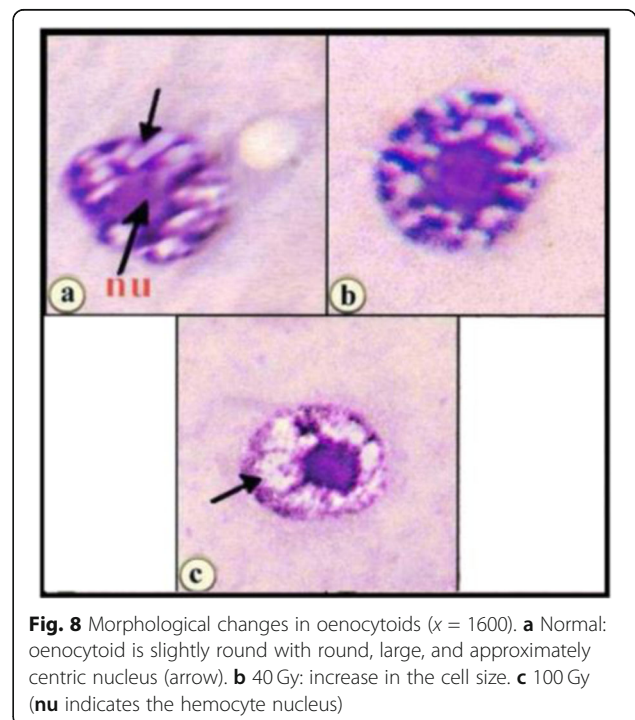 nu
a
b
c
Fig. 8 Morphological changes in oenocytoids (x = 1600). a Normal:
oenocytoid is slightly round with round, large, and approximately
centric nucleus (arrow). b 40 Gy: increase in the cell size. c 100 Gy
(nu indicates the hemocyte nucleus)